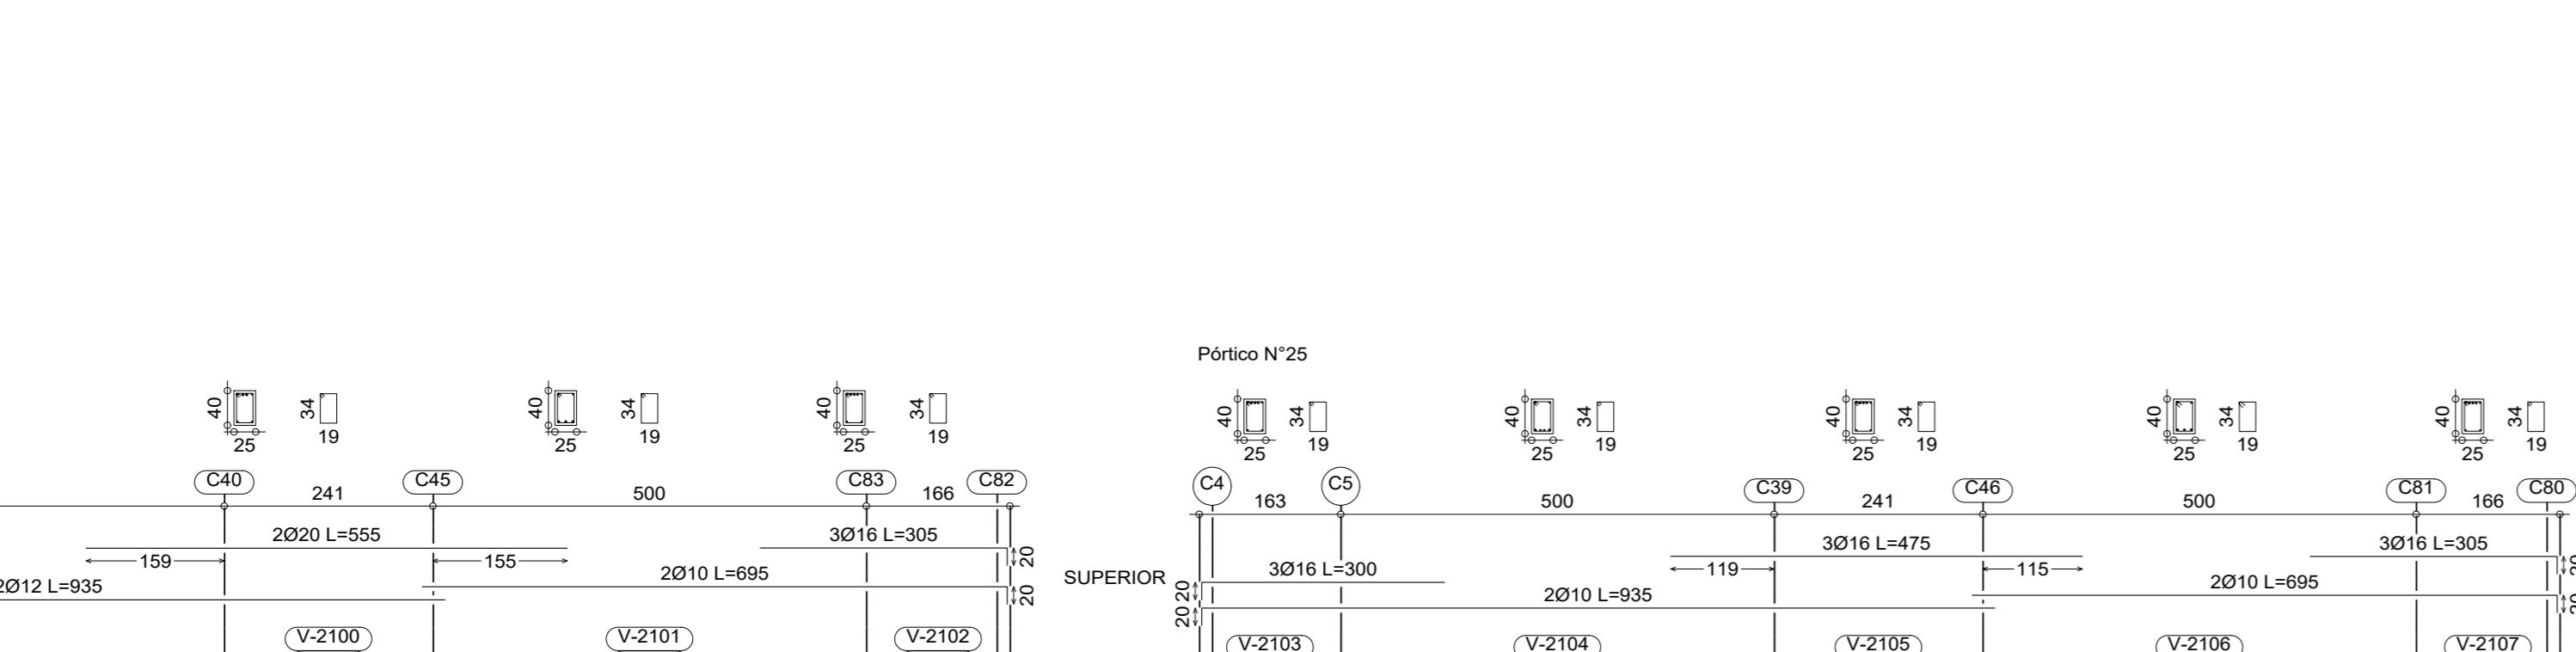 Pórtico N°25
40 34 40 34 40 34
25 19 25 19 25 19
40 34 40 34 40 34 40 34 40 34
25 19 25 19 25 19 25 19 25 19
C40 C45 C83 C82
241 500 166
2Ø20 L=555 3Ø16 L=305
159 155 20
2Ø10 L=695
2Ø12 L=935 20
V-2100 V-2101 V-2102
C4 C5 C39 C46 C81 C80
163 500 241 500 166
3Ø16 L=475 3Ø16 L=305
119 115 20
SUPERIOR 20 3Ø16 L=300
2Ø10 L=695
20 2Ø10 L=935 20
V-2103 V-2104 V-2105 V-2106 V-2107